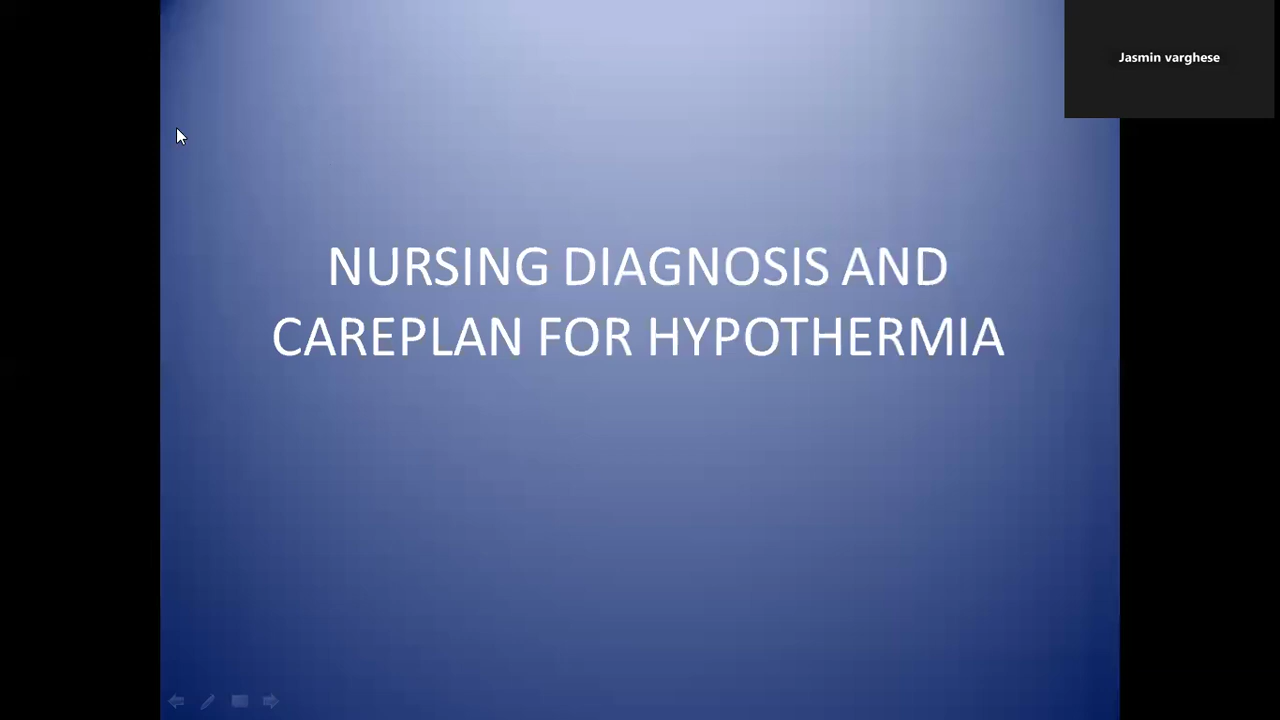 Jasmin varghese
NURSING DIAGNOSIS AND
CAREPLAN FOR HYPOTHERMIA